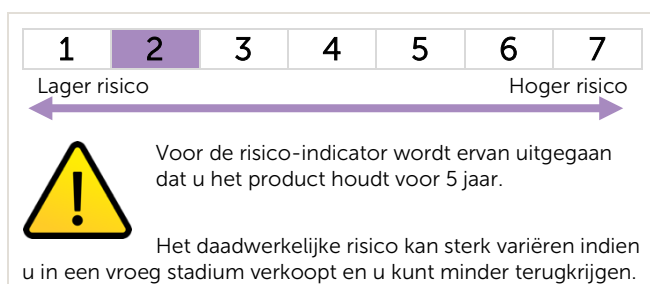 1 2 3 4 5 6 7
Lager risico Hoger risico
Voor de risico-indicator wordt ervan uitgegaan
dat u het product houdt voor 5 jaar.
Het daadwerkelijke risico kan sterk variëren indien
u in een vroeg stadium verkoopt en u kunt minder terugkrijgen.